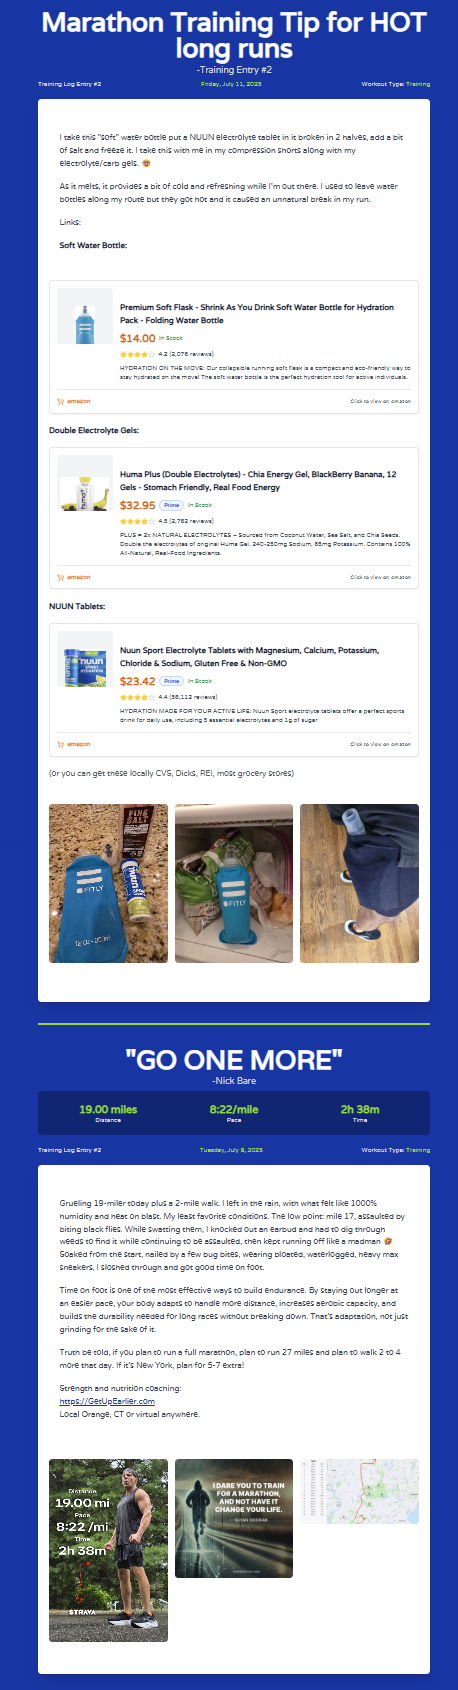 Marathon Training Tip for HOT
long runs
-Training Entry #2
Training Log Entry #2
Friday, July 11, 2025
Workout Type: Training
I take this "soft" water bottle put a NUUN electrolyte tablet in it broken in 2 halves, add a bit
of salt and freeze it. I take this with me in my compression shorts along with my
electrolyte/carb gels. 🤓
As it melts, it provides a bit of cold and refreshing while I'm out there. I used to leave water
bottles along my route but they got hot and it caused an unnatural break in my run.
Links:
Soft Water Bottle:
Premium Soft Flask - Shrink As You Drink Soft Water Bottle for Hydration
Pack - Folding Water Bottle
$14.00 In Stock
4.2 (2,076 reviews)
HYDRATION ON THE MOVE: Our collapsible running soft flask is a compact and eco-friendly way to
stay hydrated on the move! The soft water bottle is the perfect hydration tool for active individuals.
amazon
Click to view on amazon
Double Electrolyte Gels:
Huma Plus (Double Electrolytes) - Chia Energy Gel, BlackBerry Banana, 12
Gels - Stomach Friendly, Real Food Energy
$32.95 Prime In Stock
4.5 (2,762 reviews)
PLUS = 2x NATURAL ELECTROLYTES – Sourced from Coconut Water, Sea Salt, and Chia Seeds.
Double the electrolytes of original Huma Gel. 240-250mg Sodium, 65mg Potassium. Contains 100%
All-Natural, Real-Food Ingredients.
amazon
Click to view on amazon
NUUN Tablets:
Nuun Sport Electrolyte Tablets with Magnesium, Calcium, Potassium,
Chloride & Sodium, Gluten Free & Non-GMO
$23.42 Prime In Stock
4.4 (56,112 reviews)
HYDRATION MADE FOR YOUR ACTIVE LIFE: Nuun Sport electrolyte tablets offer a perfect sports
drink for daily use, including 5 essential electrolytes and 1g of sugar
amazon
Click to view on amazon
(or you can get these locally CVS, Dicks, REI, most grocery stores)
PINK
SALT
nuun
FITLY
12 oz - 350ml
FITLY
"GO ONE MORE"
-Nick Bare
19.00 miles
Distance
8:22/mile
Pace
2h 38m
Time
Training Log Entry #2
Tuesday, July 8, 2025
Workout Type: Training
Grueling 19-miler today plus a 2-mile walk. I left in the rain, with what felt like 1000%
humidity and heat on blast. My least favorite conditions. The low point: mile 17, assaulted by
biting black flies. While swatting them, I knocked out an earbud and had to dig through
weeds to find it while continuing to be assaulted, then kept running off like a madman 🤣
Soaked from the start, nailed by a few bug bites, wearing bloated, waterlogged, heavy max
sneakers, I sloshed through and got good time on foot.
Time on foot is one of the most effective ways to build endurance. By staying out longer at
an easier pace, your body adapts to handle more distance, increases aerobic capacity, and
builds the durability needed for long races without breaking down. That's adaptation, not just
grinding for the sake of it.
Truth be told, if you plan to run a full marathon, plan to run 27 miles and plan to walk 2 to 4
more that day. If it's New York, plan for 5-7 extra!
Strength and nutrition coaching:
https://GetUpEarlier.com
Local Orange, CT or virtual anywhere.
Distance
19.00 mi
Pace
8:22 /mi
Time
2h 38m
STRAVA
I DARE YOU TO TRAIN
FOR A MARATHON,
AND NOT HAVE IT
CHANGE YOUR LIFE.